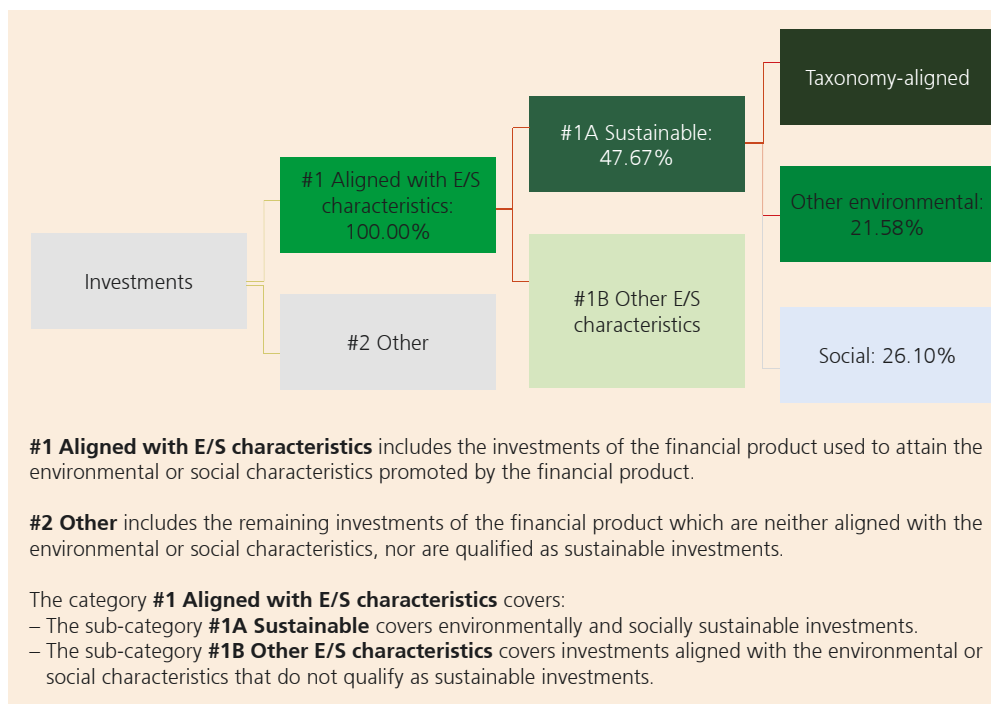 Taxonomy-aligned
#1A Sustainable:
47.67%
#1 Aligned with E/S
characteristics:
100.00%
Other environmental:
21.58%
Investments
#1B Other E/S
characteristics
#2 Other
Social: 26.10%
#1 Aligned with E/S characteristics includes the investments of the financial product used to attain the
environmental or social characteristics promoted by the financial product.
#2 Other includes the remaining investments of the financial product which are neither aligned with the
environmental or social characteristics, nor are qualified as sustainable investments.
The category #1 Aligned with E/S characteristics covers:
– The sub-category #1A Sustainable covers environmentally and socially sustainable investments.
– The sub-category #1B Other E/S characteristics covers investments aligned with the environmental or
social characteristics that do not qualify as sustainable investments.